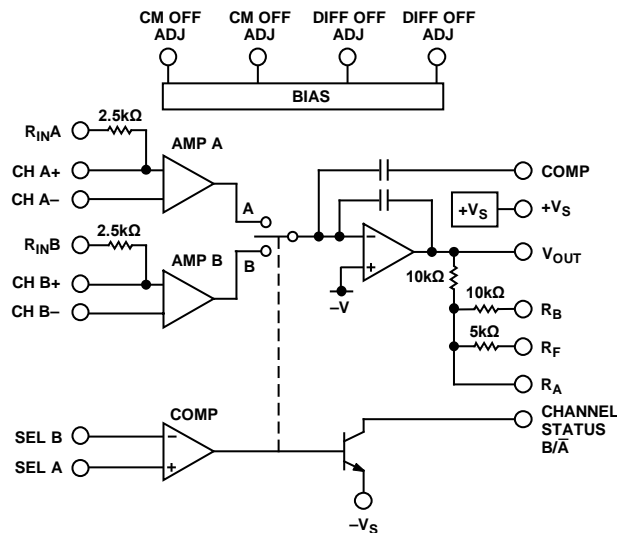 CM OFF ADJ
CM OFF ADJ
DIFF OFF ADJ
DIFF OFF ADJ
BIAS
2.5kΩ
RINA
AMP A
CH A+
CH A–
A
COMP
+VS
+VS
2.5kΩ
RINB
B
AMP B
CH B+
CH B–
–
+
–V
VOUT
10kΩ
10kΩ
RB
5kΩ
RF
RA
COMP
SEL B
–
SEL A
+
CHANNEL
STATUS
B/A̅
–VS